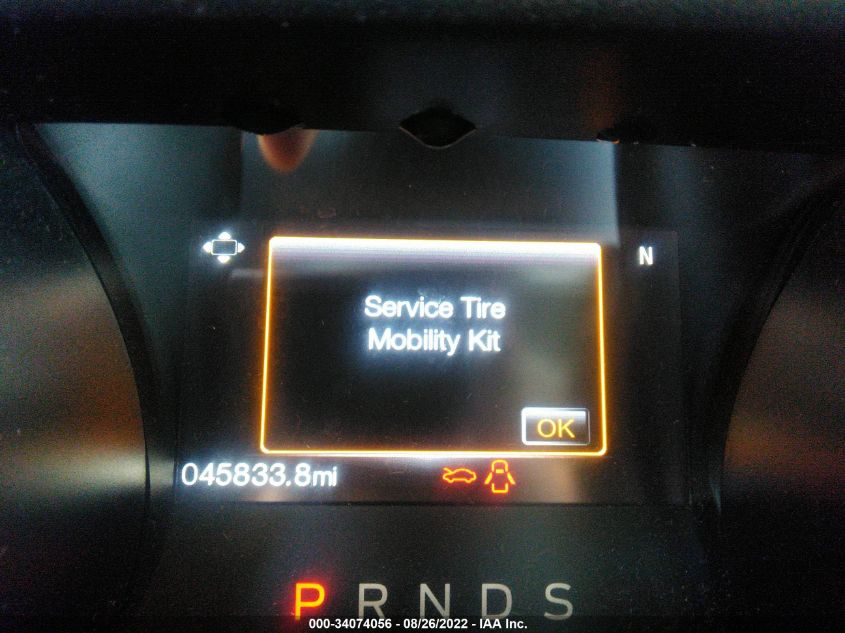 N
Service Tire
Mobility Kit
OK
045833.8mi
P R N D S
000-34074056 - 08/26/2022 - IAA Inc.